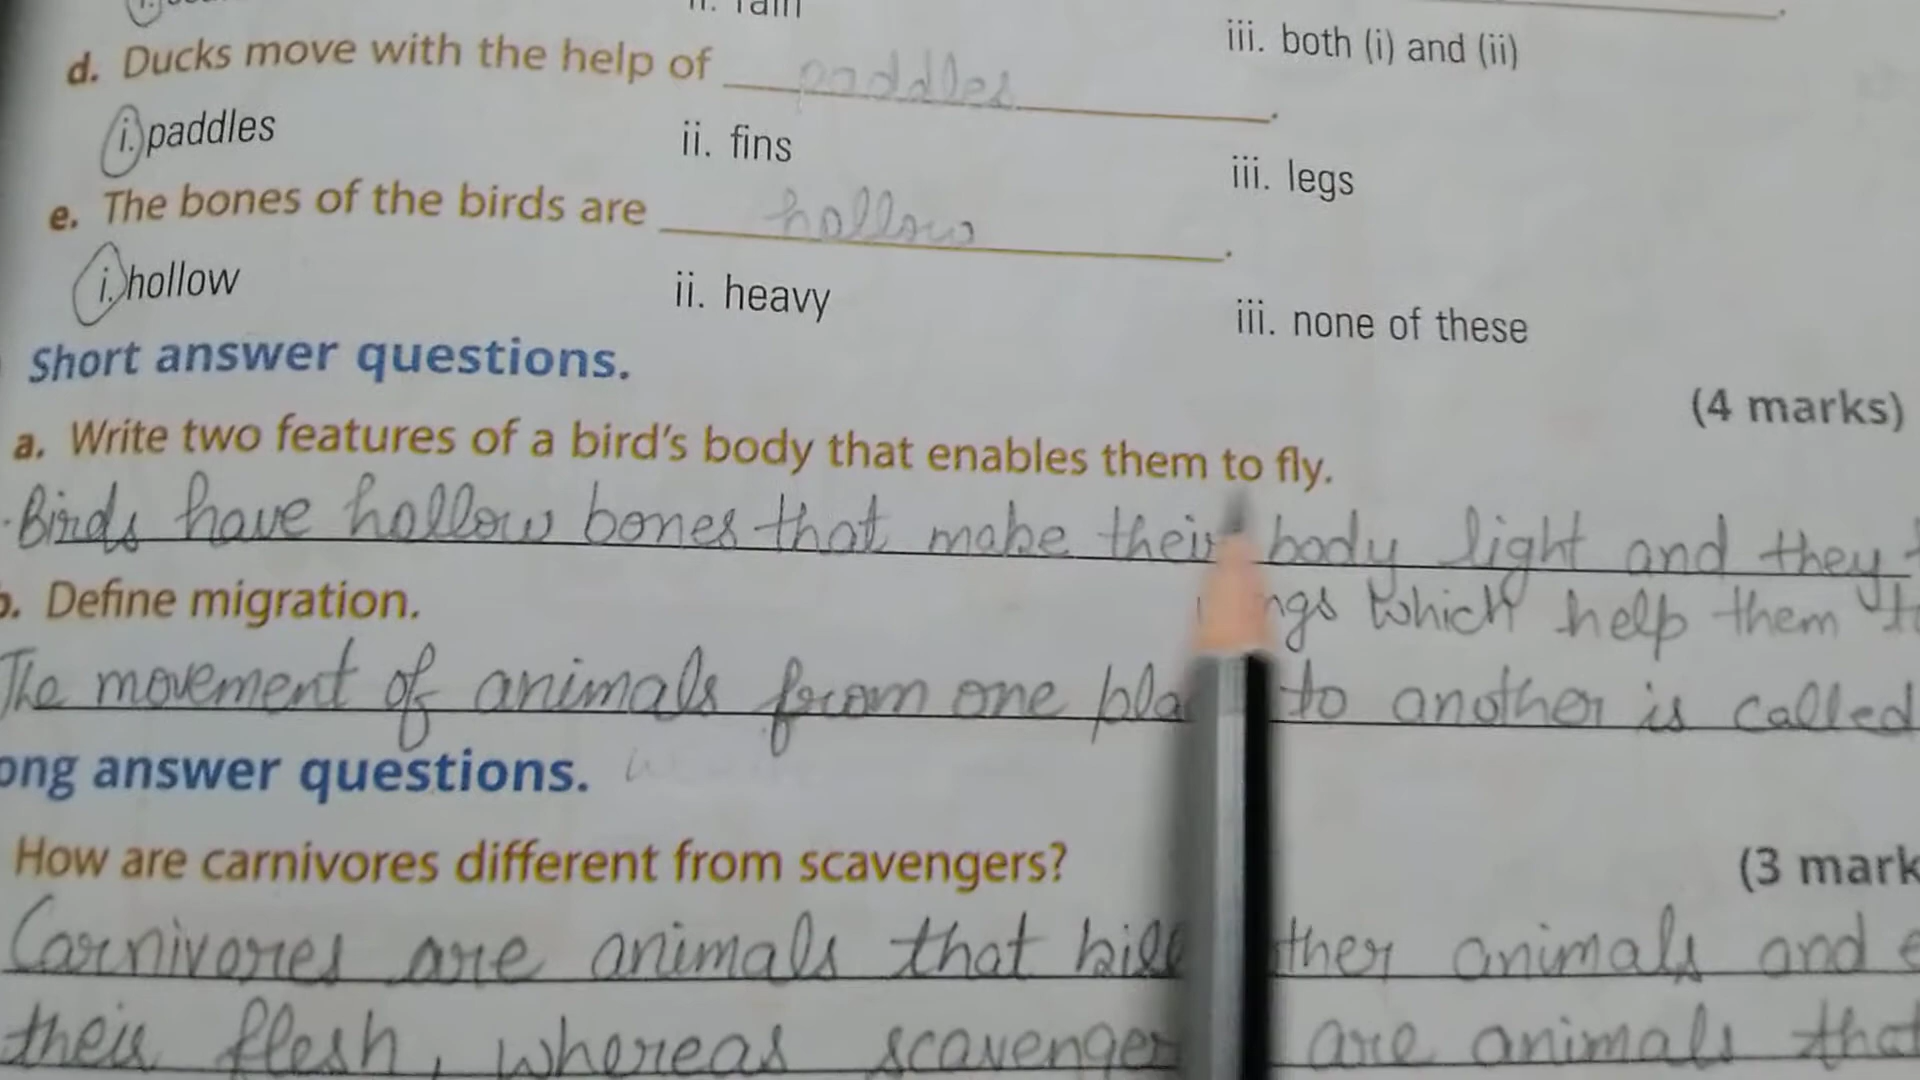 ii. rain
iii. both (i) and (ii)
d. Ducks move with the help of paddles.
i. paddles ii. fins iii. legs
e. The bones of the birds are hollow.
i. hollow ii. heavy iii. none of these
Short answer questions. (4 marks)
a. Write two features of a bird's body that enables them to fly.
Birds have hollow bones that make their body light and they
which help them
b. Define migration.
The movement of animals from one to another is called
ong answer questions. (3 mark
How are carnivores different from scavengers?
Carnivores are animals that animals and
their flesh, whereas scavenger are animals that